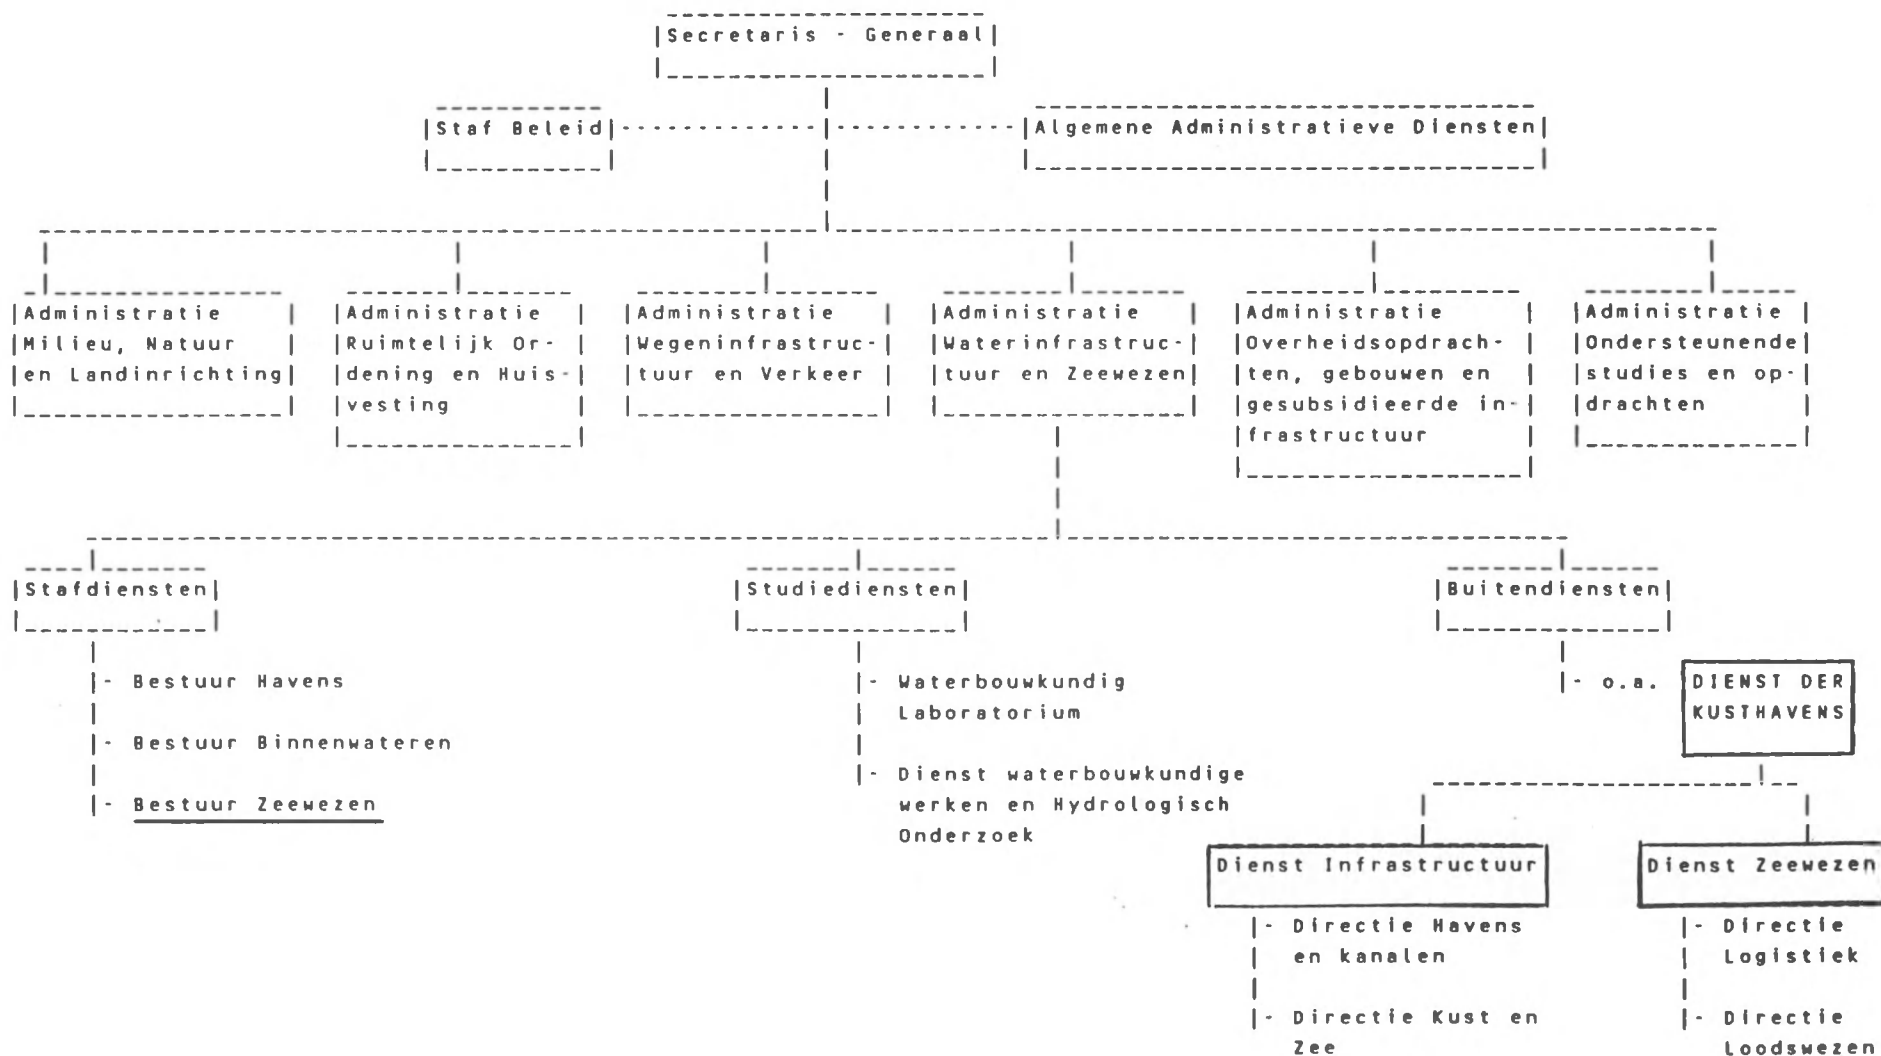 Secretaris - Generaal
Staf Beleid
Algemene Administratieve Diensten
Administratie
Milieu, Natuur
en Landinrichting
Administratie
Ruimtelijk Or-
dening en Huis-
vesting
Administratie
Wegeninfrastruc-
tuur en Verkeer
Administratie
Waterinfrastruc-
tuur en Zeewezen
Administratie
Overheidsopdrach-
ten, gebouwen en
gesubsidieerde in-
frastructuur
Administratie
Ondersteunende
studies en op-
drachten
Stafdiensten
- Bestuur Havens
- Bestuur Binnenwateren
- Bestuur Zeewezen
Studiediensten
- Waterbouwkundig
Laboratorium
- Dienst waterbouwkundige
werken en Hydrologisch
Onderzoek
Buitendiensten
- o.a.
DIENST DER
KUSTHAVENS
Dienst Infrastructuur
- Directie Havens
en kanalen
- Directie Kust en
Zee
Dienst Zeewezen
- Directie
Logistiek
- Directie
Loodswezen